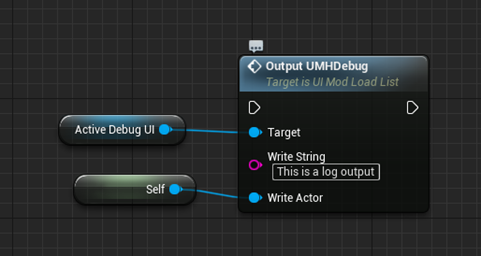 Output UMHDebug
Target is UI Mod Load List
Active Debug UI
Target
Write String
This is a log output
Self
Write Actor